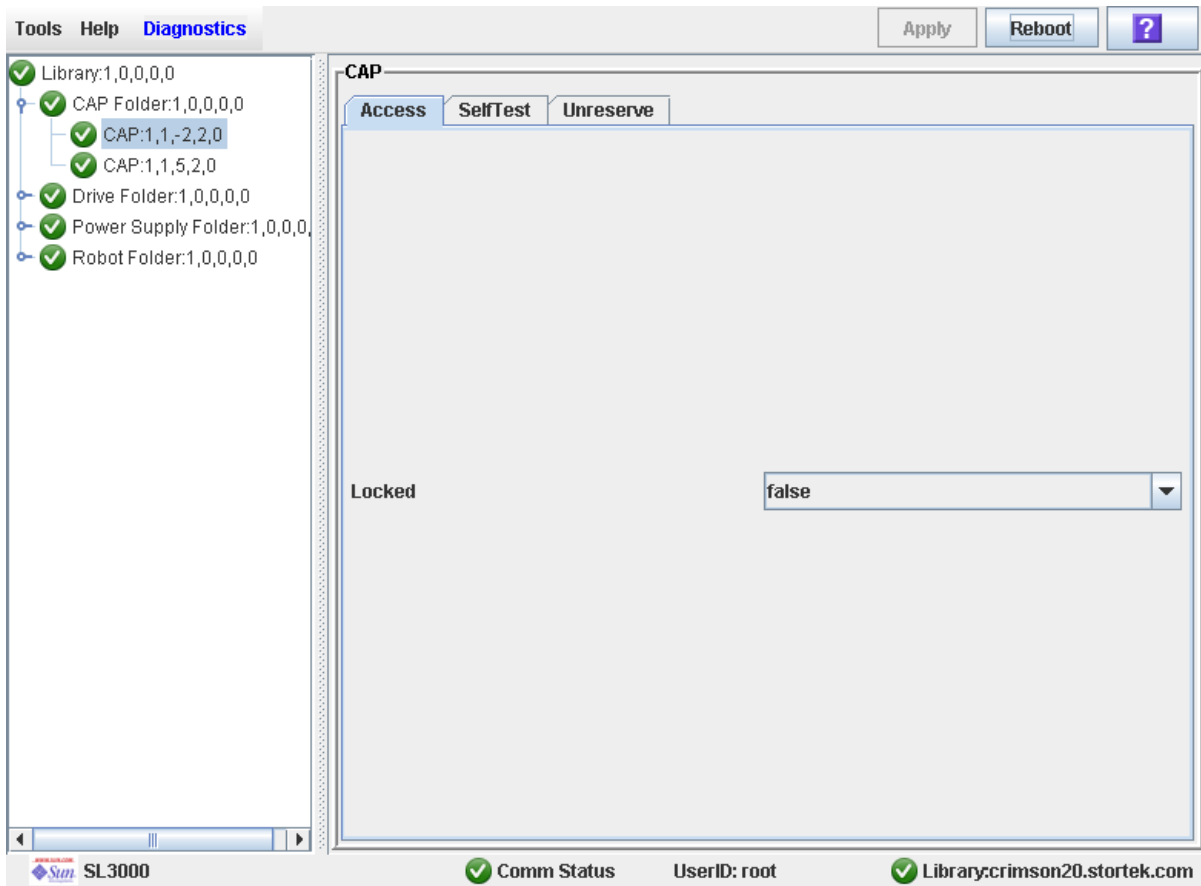 Tools Help Diagnostics
Apply
Reboot
?
Library:1,0,0,0,0
CAP Folder:1,0,0,0,0
CAP:1,1,-2,2,0
CAP:1,1,5,2,0
Drive Folder:1,0,0,0,0
Power Supply Folder:1,0,0,0,
Robot Folder:1,0,0,0,0
CAP
Access SelfTest Unreserve
Locked
false
Sun SL3000
Comm Status
UserID: root
Library:crimson20.stortek.com